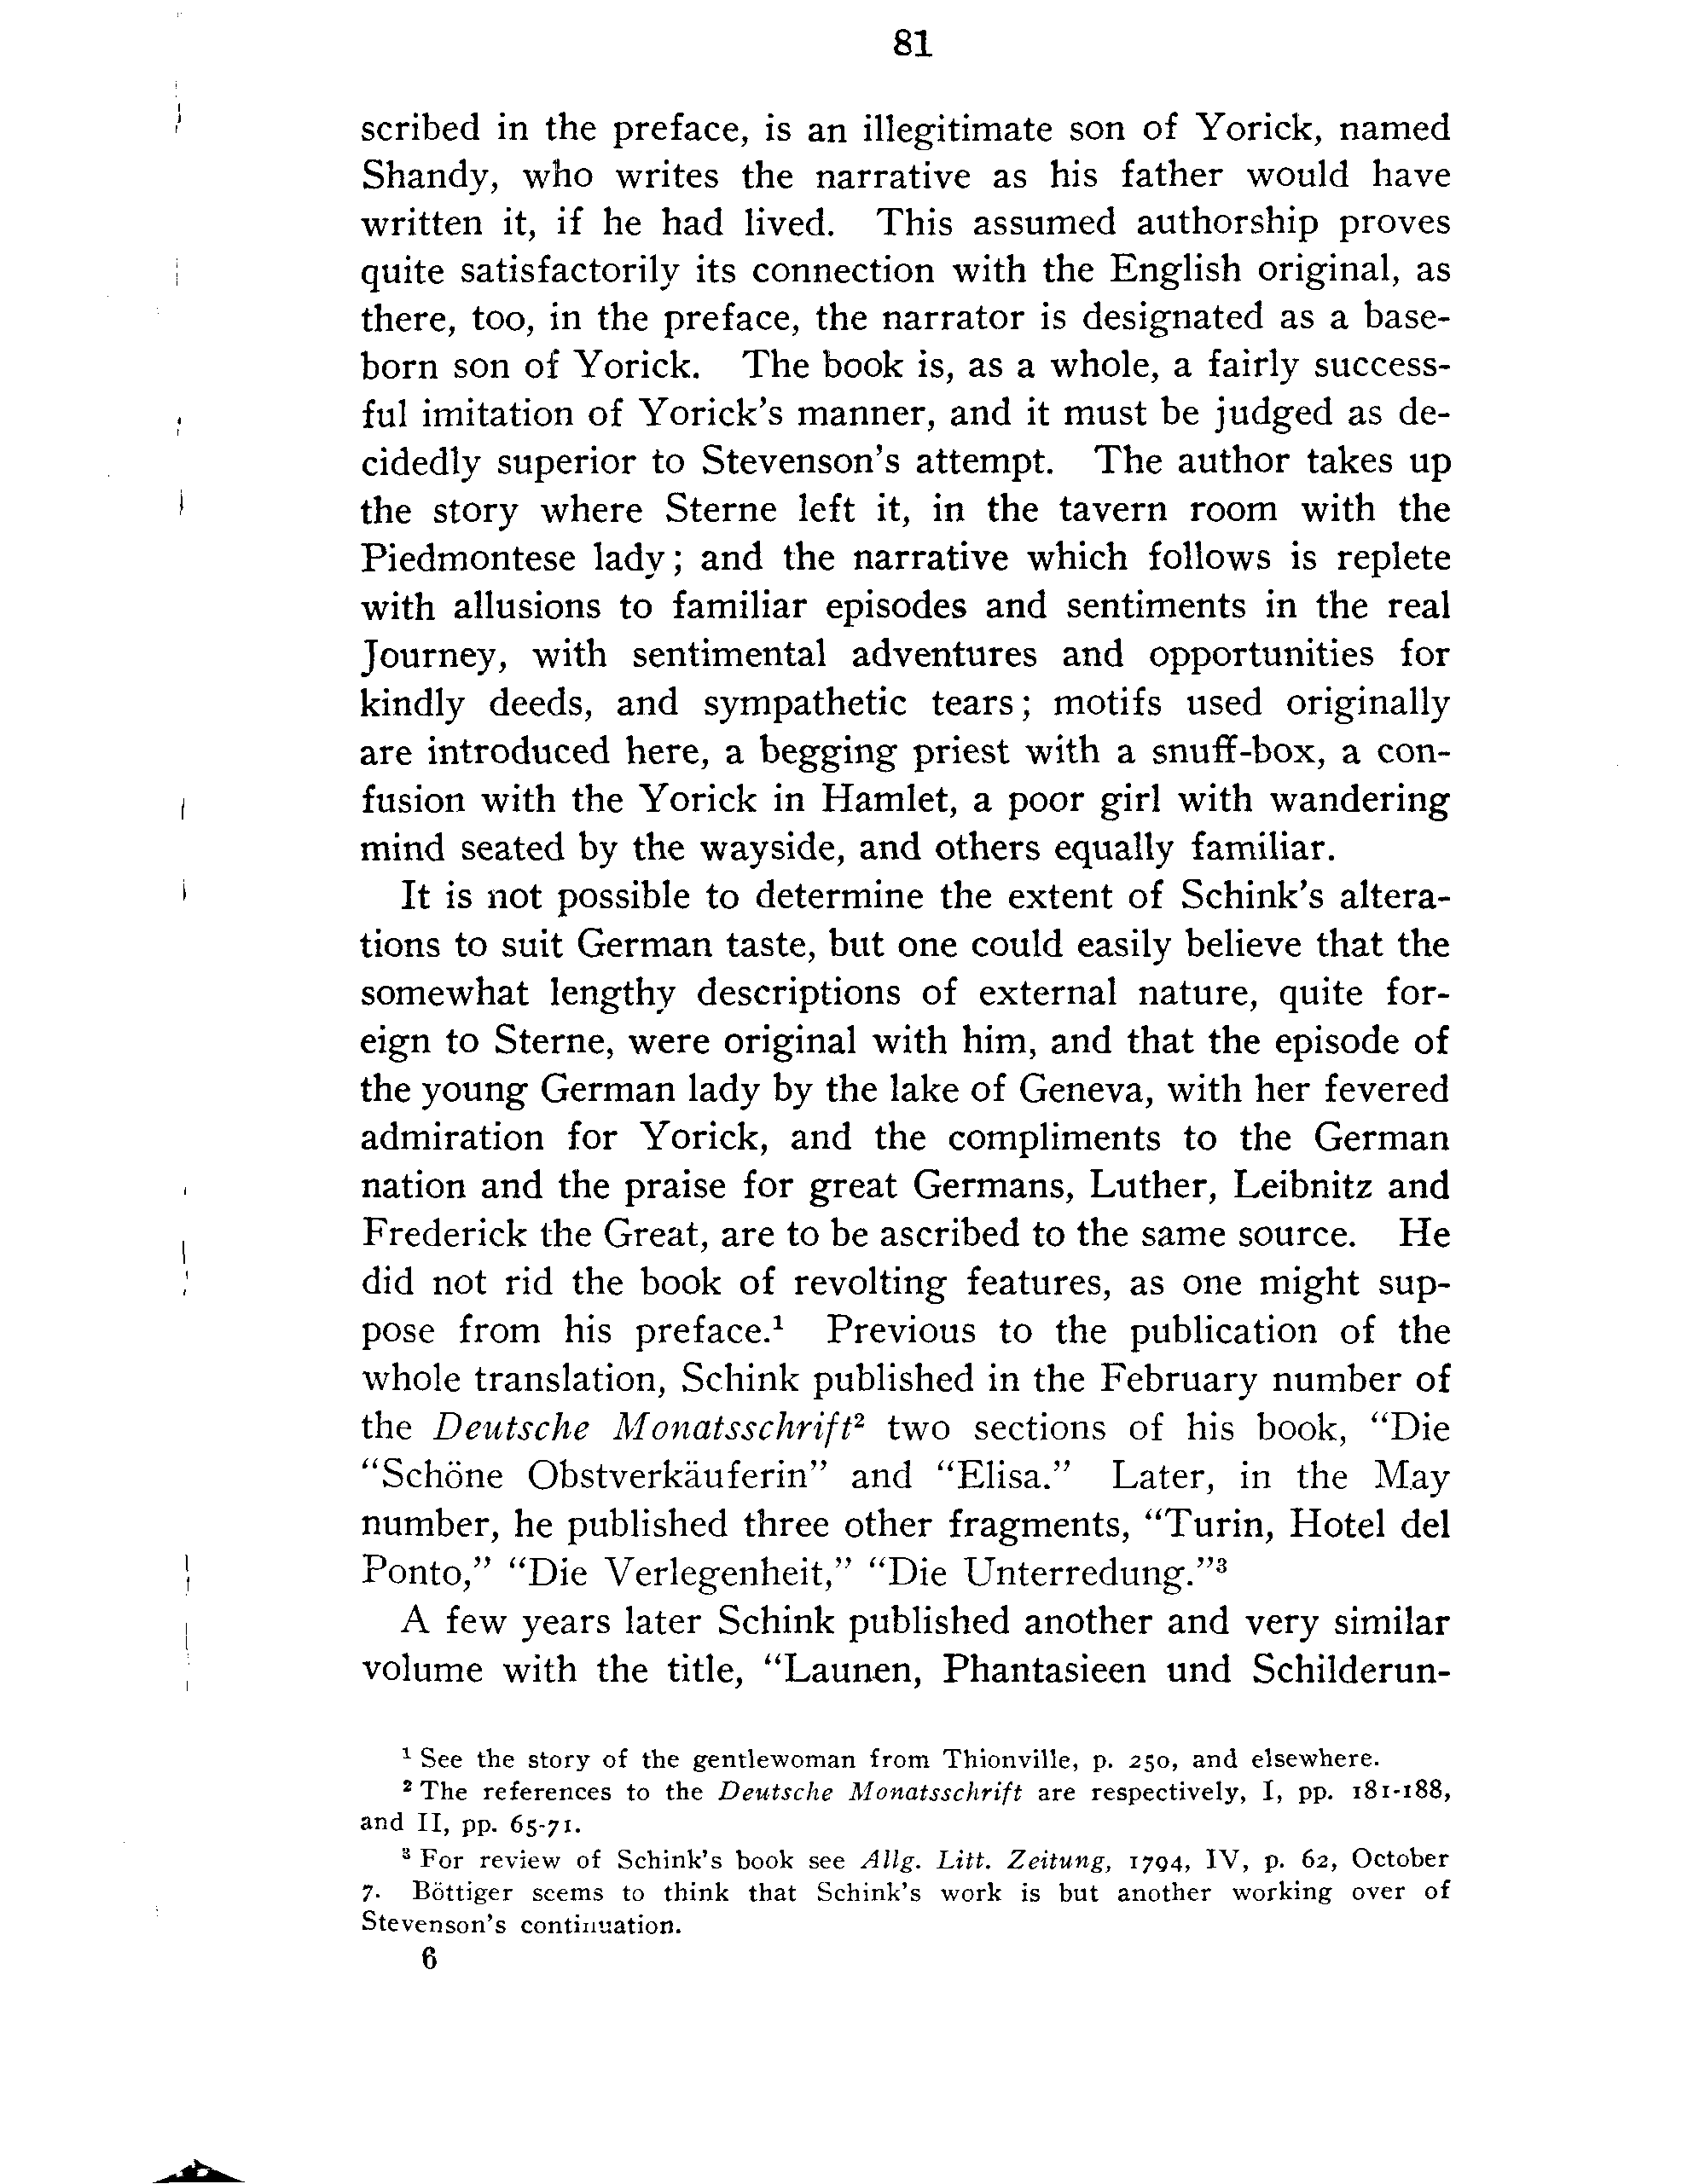 81
scribed in the preface, is an illegitimate son of Yorick, named
Shandy, who writes the narrative as his father would have
written it, if he had lived. This assumed authorship proves
quite satisfactorily its connection with the English original, as
there, too, in the preface, the narrator is designated as a base-
born son of Yorick. The book is, as a whole, a fairly success-
ful imitation of Yorick's manner, and it must be judged as de-
cidedly superior to Stevenson's attempt. The author takes up
the story where Sterne left it, in the tavern room with the
Piedmontese lady; and the narrative which follows is replete
with allusions to familiar episodes and sentiments in the real
Journey, with sentimental adventures and opportunities for
kindly deeds, and sympathetic tears; motifs used originally
are introduced here, a begging priest with a snuff-box, a con-
fusion with the Yorick in Hamlet, a poor girl with wandering
mind seated by the wayside, and others equally familiar.
It is not possible to determine the extent of Schink's altera-
tions to suit German taste, but one could easily believe that the
somewhat lengthy descriptions of external nature, quite for-
eign to Sterne, were original with him, and that the episode of
the young German lady by the lake of Geneva, with her fevered
admiration for Yorick, and the compliments to the German
nation and the praise for great Germans, Luther, Leibnitz and
Frederick the Great, are to be ascribed to the same source. He
did not rid the book of revolting features, as one might sup-
pose from his preface.¹ Previous to the publication of the
whole translation, Schink published in the February number of
the Deutsche Monatsschrift² two sections of his book, “Die
“Schöne Obstverkäuferin” and “Elisa.” Later, in the May
number, he published three other fragments, “Turin, Hotel del
Ponto,” “Die Verlegenheit,” “Die Unterredung.”³
A few years later Schink published another and very similar
volume with the title, “Launen, Phantasieen und Schilderun-
¹ See the story of the gentlewoman from Thionville, p. 250, and elsewhere.
² The references to the Deutsche Monatsschrift are respectively, I, pp. 181-188,
and II, pp. 65-71.
³ For review of Schink's book see Allg. Litt. Zeitung, 1794, IV, p. 62, October
7. Böttiger seems to think that Schink's work is but another working over of
Stevenson's continuation.
6